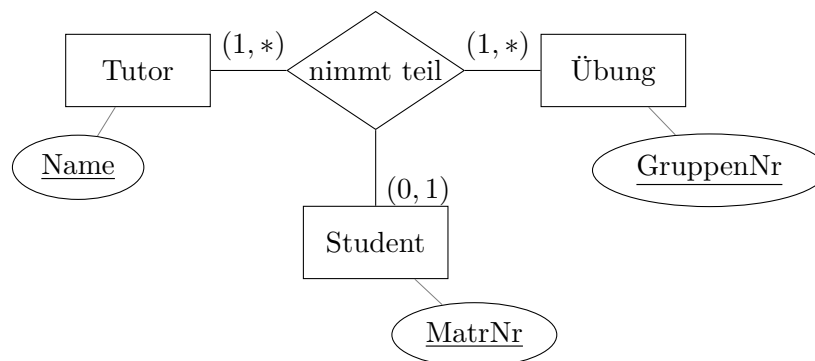 (1, ∗)
(1, ∗)
Tutor
nimmt teil
Übung
Name
GruppenNr
(0, 1)
Student
MatrNr